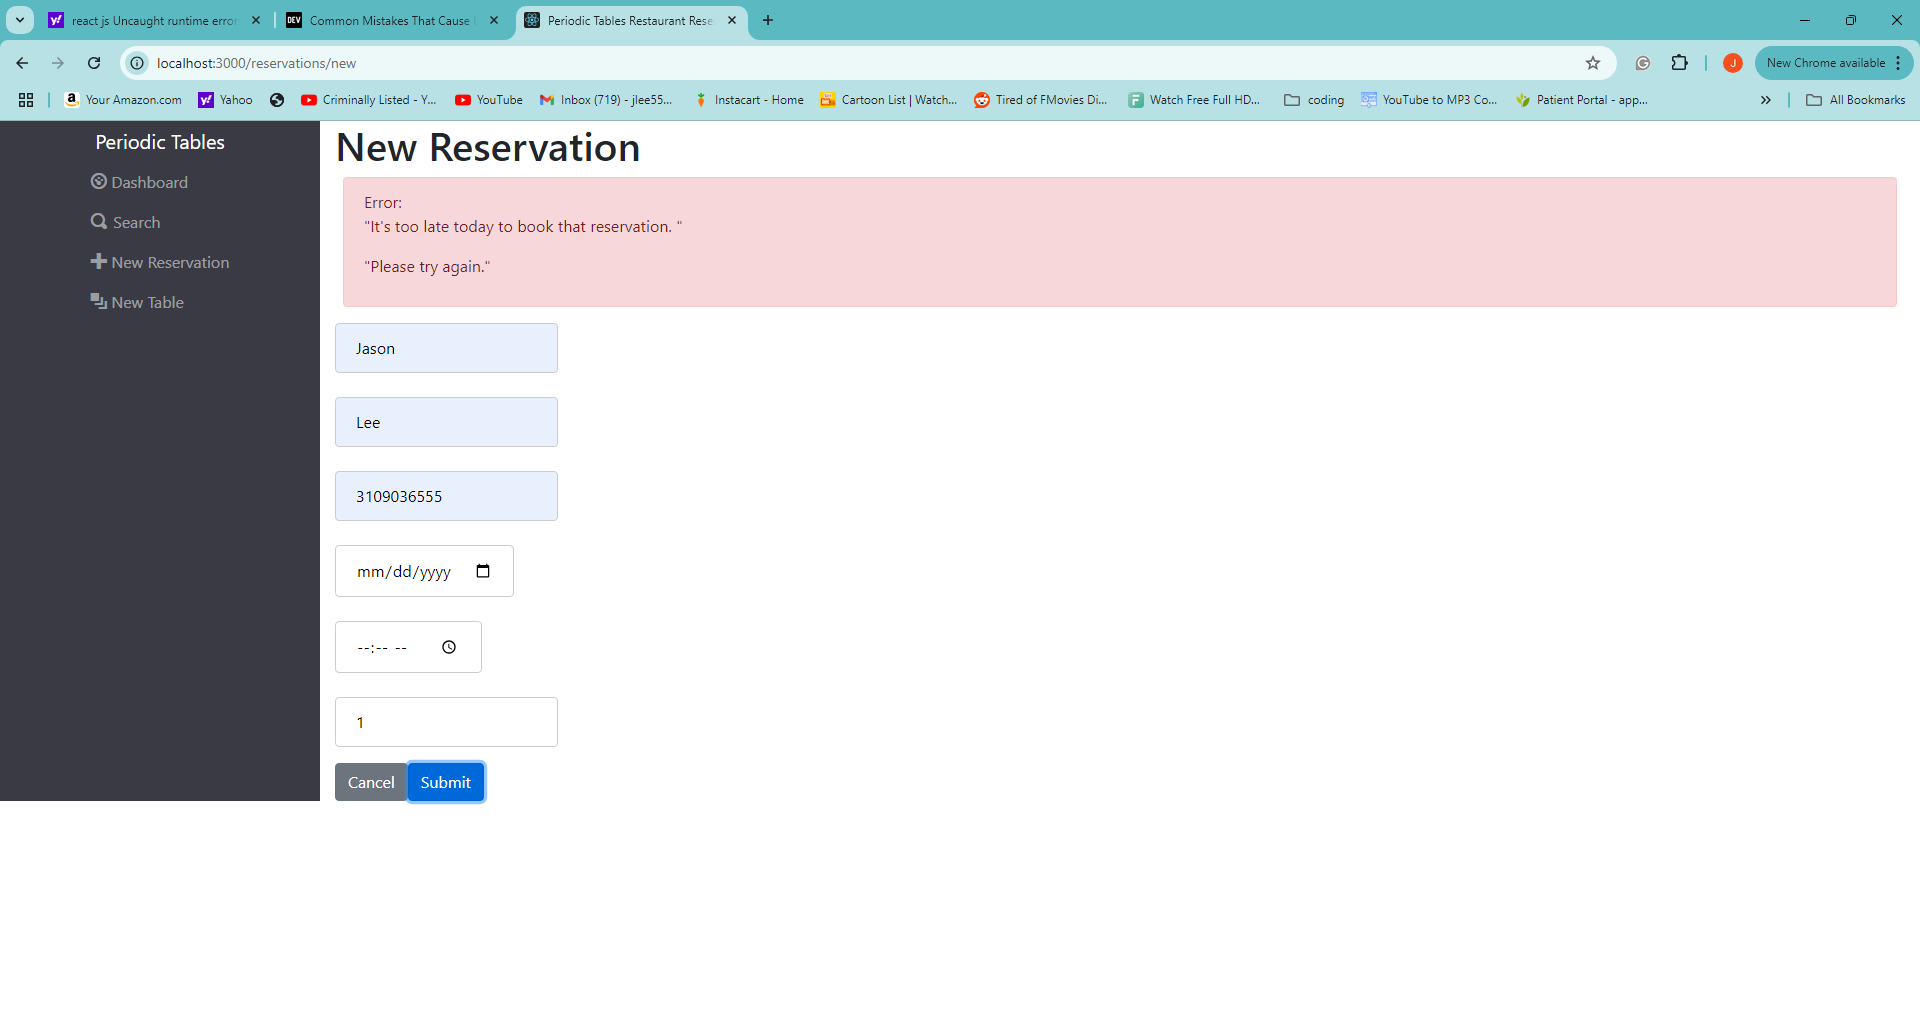 react js Uncaught runtime error
DEV
Common Mistakes That Cause
Periodic Tables Restaurant Rese
localhost:3000/reservations/new
J
New Chrome available
Your Amazon.com
Yahoo
Criminally Listed - Y...
YouTube
Inbox (719) - jlee55...
Instacart - Home
Cartoon List | Watch...
Tired of FMovies Di...
Watch Free Full HD...
coding
YouTube to MP3 Co...
Patient Portal - app...
All Bookmarks
Periodic Tables
Dashboard
Search
New Reservation
New Table
New Reservation
Error:
"It's too late today to book that reservation. "
"Please try again."
Jason
Lee
3109036555
mm/dd/yyyy
--:-- --
1
Cancel
Submit